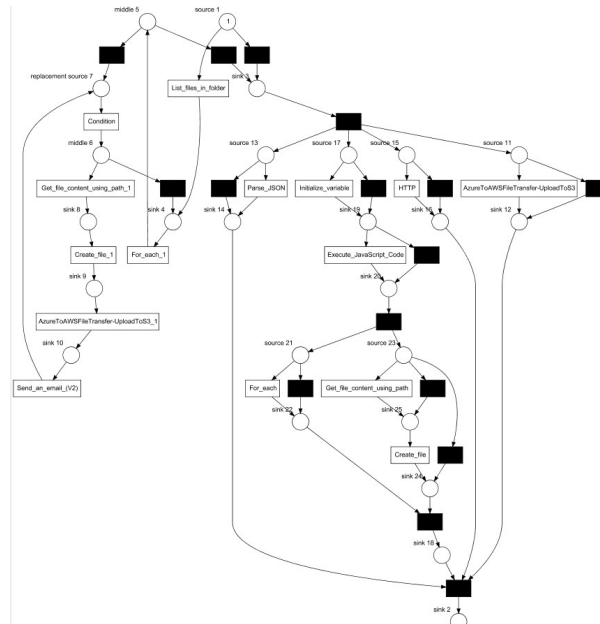 middle 5
source 1
1
replacement source 7
List_files_in_folder
sink 3
Condition
middle 6
source 13
source 17
source 15
source 11
Get_file_content_using_path_1
Parse_JSON
Initialize_variable
HTTP
AzureToAWSFileTransfer-UploadToS3
sink 8
sink 4
sink 14
sink 19
sink 16
sink 12
Create_file_1
For_each_1
Execute_JavaScript_Code
sink 9
sink 20
AzureToAWSFileTransfer-UploadToS3_1
sink 10
source 21
source 23
Send_an_email_(V2)
For_each
Get_file_content_using_path
sink 22
sink 25
Create_file
sink 24
sink 18
sink 2